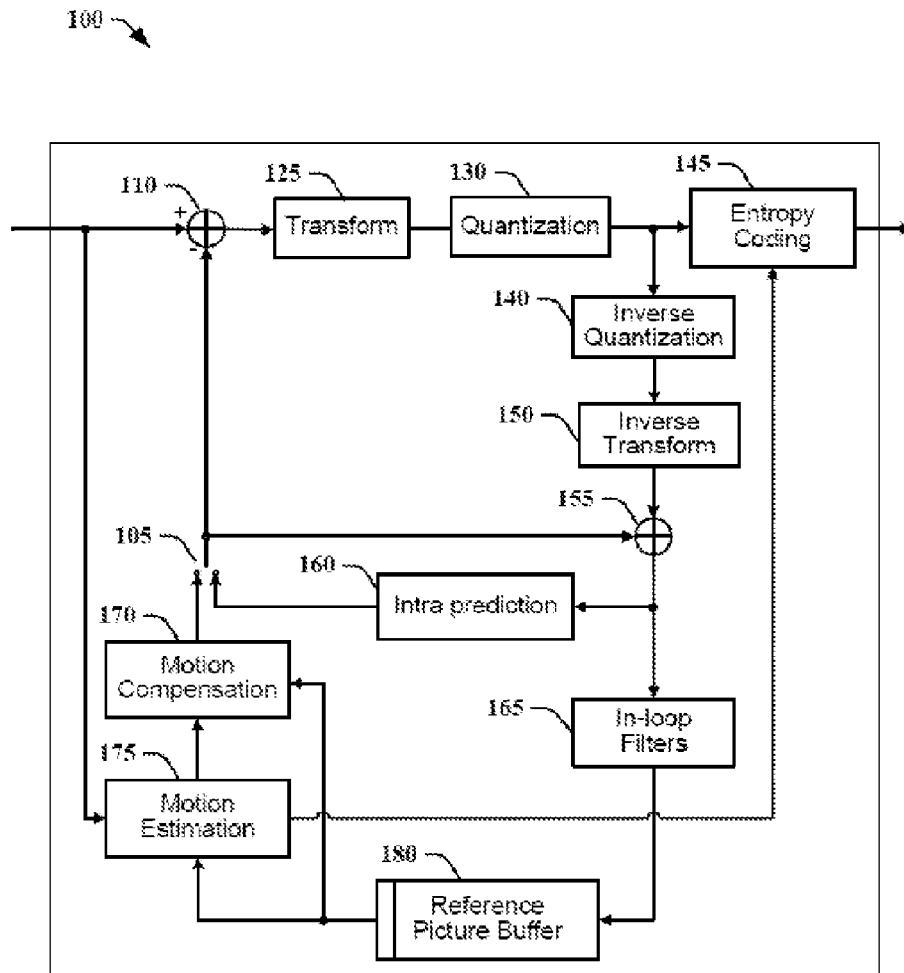 100
110
125
130
145
+
-
Transform
Quantization
Entropy
Coding
140
Inverse
Quantization
150
Inverse
Transform
155
105
160
Intra prediction
170
Motion
Compensation
165
In-loop
Filters
175
Motion
Estimation
180
Reference
Picture Buffer